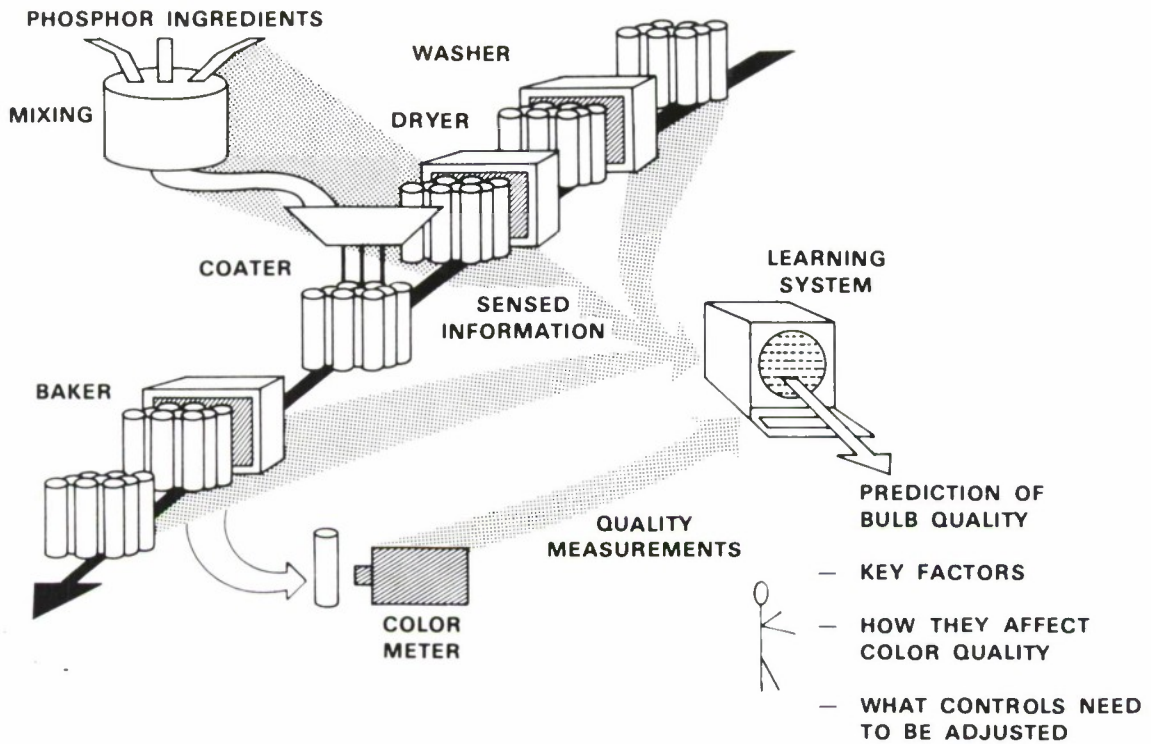 PHOSPHOR INGREDIENTS
MIXING
WASHER
DRYER
COATER
SENSED
INFORMATION
LEARNING
SYSTEM
BAKER
PREDICTION OF
BULB QUALITY
QUALITY
MEASUREMENTS
— KEY FACTORS
COLOR
METER
— HOW THEY AFFECT
COLOR QUALITY
— WHAT CONTROLS NEED
TO BE ADJUSTED